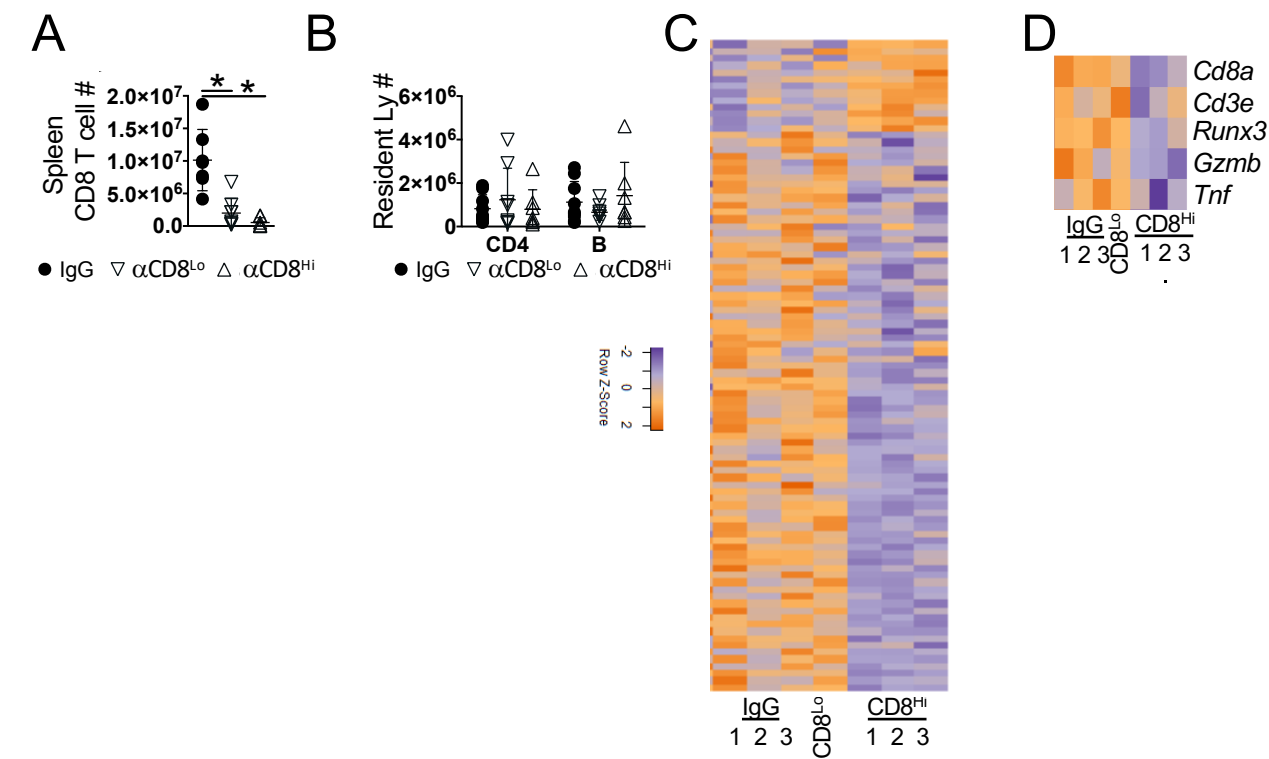 A
B
C
D
Spleen
CD8 T cell #
* *
2.0×10⁷
1.5×10⁷
1.0×10⁷
5.0×10⁶
0.0
● IgG ▽ αCD8ᴸᵒ △ αCD8ᴴⁱ
Resident Ly #
6×10⁶
4×10⁶
2×10⁶
0
CD4 B
● IgG ▽ αCD8ᴸᵒ △ αCD8ᴴⁱ
Row Z-Score
-2
0
2
IgG CD8ᴸᵒ CD8ᴴⁱ
1 2 3 1 2 3
Cd8a
Cd3e
Runx3
Gzmb
Tnf
IgG CD8ᴸᵒ CD8ᴴⁱ
1 2 3 1 2 3